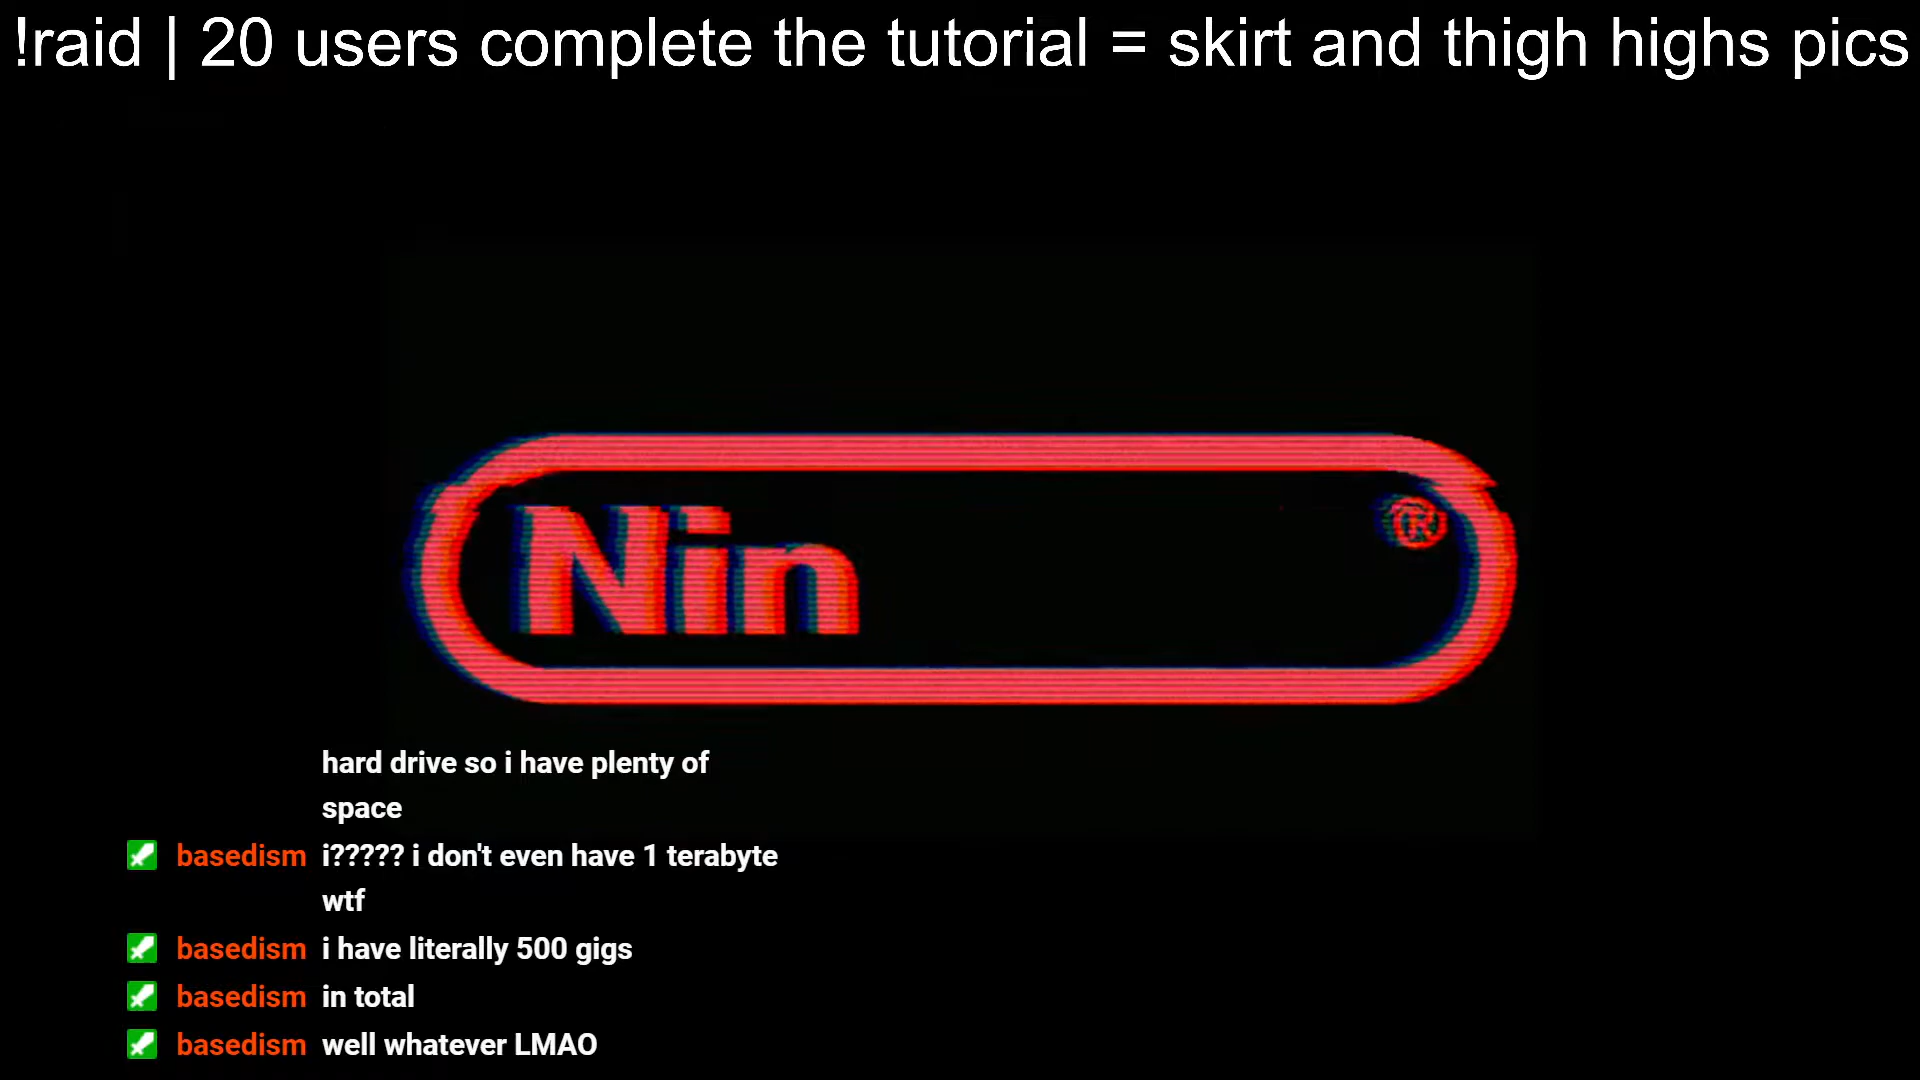 !raid | 20 users complete the tutorial = skirt and thigh highs pics
Nin ®
hard drive so i have plenty of
space
basedism i????? i don't even have 1 terabyte
wtf
basedism i have literally 500 gigs
basedism in total
basedism well whatever LMAO